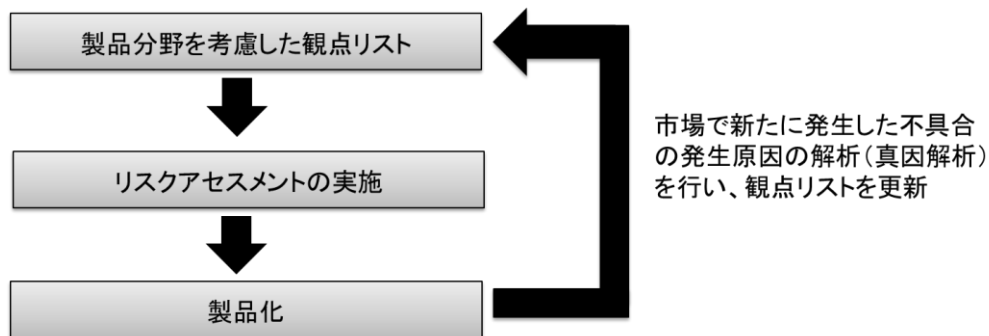 製品分野を考慮した観点リスト
リスクアセスメントの実施
製品化
市場で新たに発生した不具合
の発生原因の解析（真因解析）
を行い、観点リストを更新